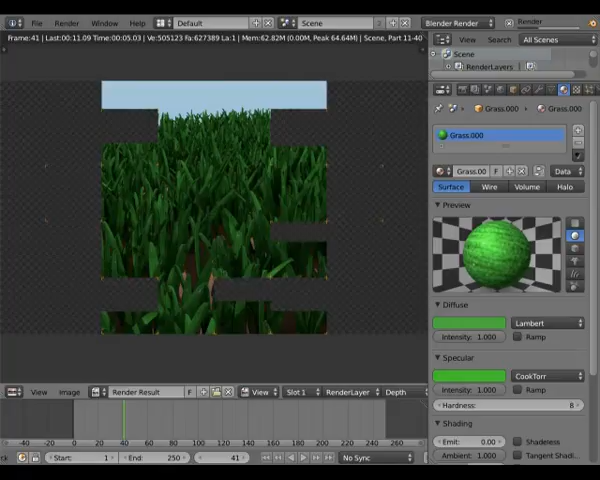 File Render Window Help Default Scene 2 Blender Render Render
Frame:41 | Last:00:11.09 Time:00:05.03 | Ve:505123 Fa:627389 La:1 | Mem:62.82M (0.00M, Peak 64.64M) | Scene, Part 11-40
View Search All Scenes
Scene
RenderLayers
Grass.000 Grass.000
Grass.000
Grass.00 F Data
Surface Wire Volume Halo
Preview
Diffuse
Lambert
Intensity: 1.000 Ramp
Specular
CookTorr
Intensity: 1.000 Ramp
Hardness: 8
Shading
Emit: 0.00 Shadeless
Ambient: 1.000 Tangent Shadi
View Image Render Result F View Slot 1 RenderLayer Depth
-40 -20 0 20 40 60 80 100 120 140 160 180 200 220 240 260
Start: 1 End: 250 41 No Sync